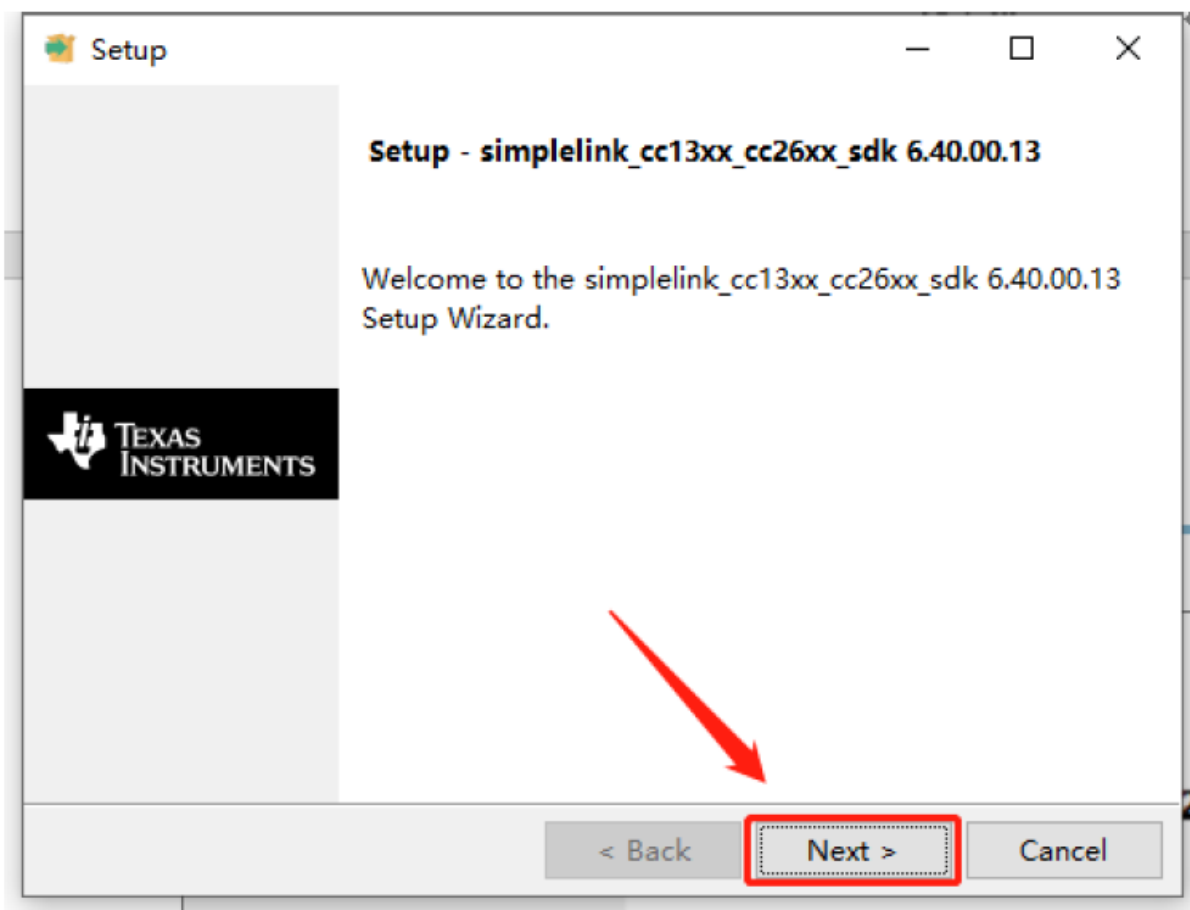 Setup
Setup - simplelink_cc13xx_cc26xx_sdk 6.40.00.13
Welcome to the simplelink_cc13xx_cc26xx_sdk 6.40.00.13
Setup Wizard.
TEXAS
INSTRUMENTS
< Back
Next >
Cancel